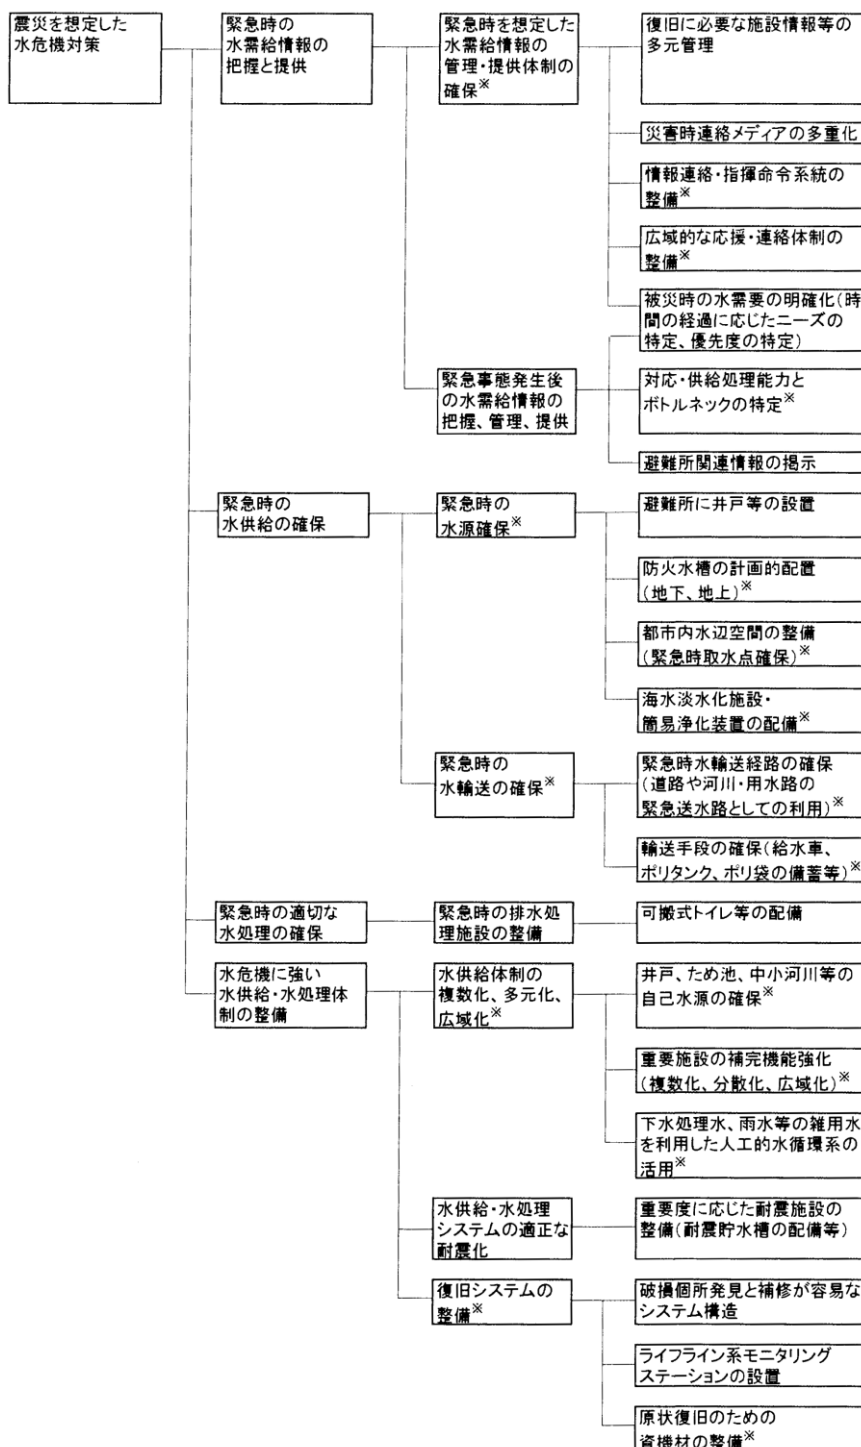 震災を想定した
水危機対策
緊急時の
水需給情報の
把握と提供
緊急時を想定した
水需給情報の
管理・提供体制の
確保※
復旧に必要な施設情報等の
多元管理
災害時連絡メディアの多重化
情報連絡・指揮命令系統の
整備※
広域的な応援・連絡体制の
整備※
被災時の水需要の明確化(時
間の経過に応じたニーズの
特定、優先度の特定)
緊急事態発生後
の水需給情報の
把握、管理、提供
対応・供給処理能力と
ボトルネックの特定※
避難所関連情報の掲示
緊急時の
水供給の確保
緊急時の
水源確保※
避難所に井戸等の設置
防火水槽の計画的配置
(地下、地上)※
都市内水辺空間の整備
(緊急時取水点確保)※
海水淡水化施設・
簡易浄化装置の配備※
緊急時の
水輸送の確保※
緊急時水輸送経路の確保
(道路や河川・用水路の
緊急送水路としての利用)※
輸送手段の確保(給水車、
ポリタンク、ポリ袋の備蓄等)※
緊急時の適切な
水処理の確保
緊急時の排水処
理施設の整備
可搬式トイレ等の配備
水危機に強い
水供給・水処理体
制の整備
水供給体制の
複数化、多元化、
広域化※
井戸、ため池、中小河川等の
自己水源の確保※
重要施設の補完機能強化
(複数化、分散化、広域化)※
下水処理水、雨水等の雑用水
を利用した人工的水循環系の
活用※
水供給・水処理
システムの適正な
耐震化
重要度に応じた耐震施設の
整備(耐震貯水槽の配備等)
復旧システムの
整備※
破損個所発見と補修が容易な
システム構造
ライフライン系モニタリング
ステーションの設置
原状復旧のための
資機材の整備※